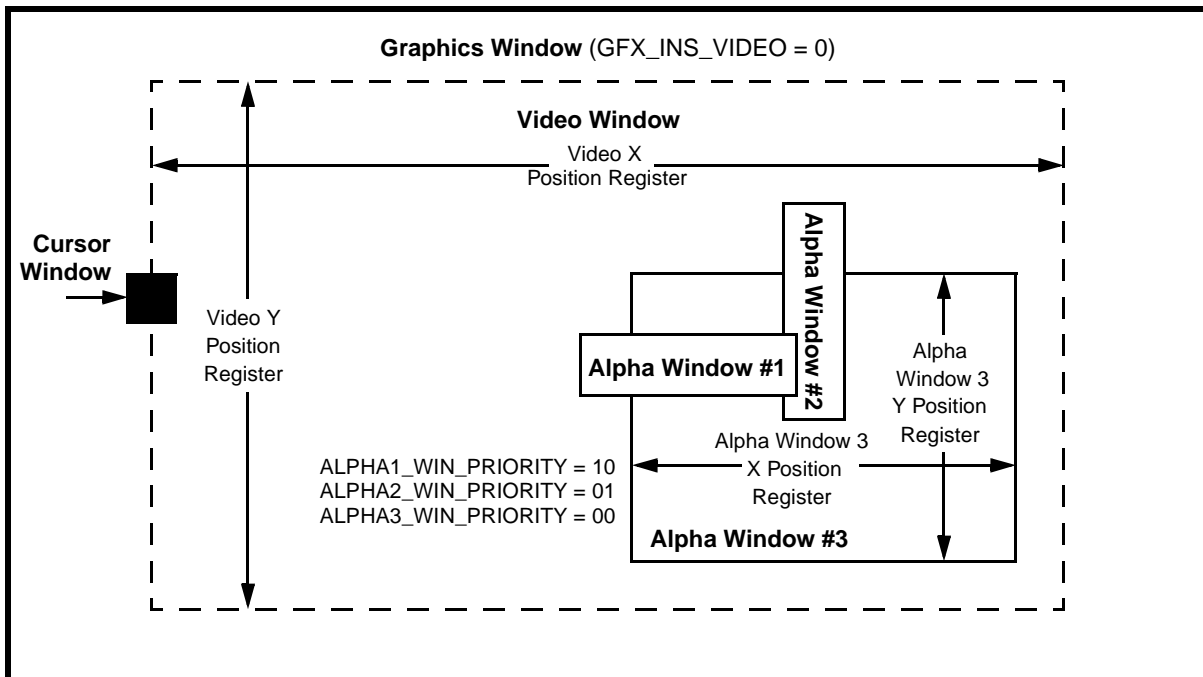 Graphics Window (GFX_INS_VIDEO = 0)
Video Window
Video X
Position Register
Cursor
Window
Video Y
Position
Register
Alpha Window #2
Alpha Window #1
Alpha
Window 3
Y Position
Register
Alpha Window 3
X Position
Register
ALPHA1_WIN_PRIORITY = 10
ALPHA2_WIN_PRIORITY = 01
ALPHA3_WIN_PRIORITY = 00
Alpha Window #3